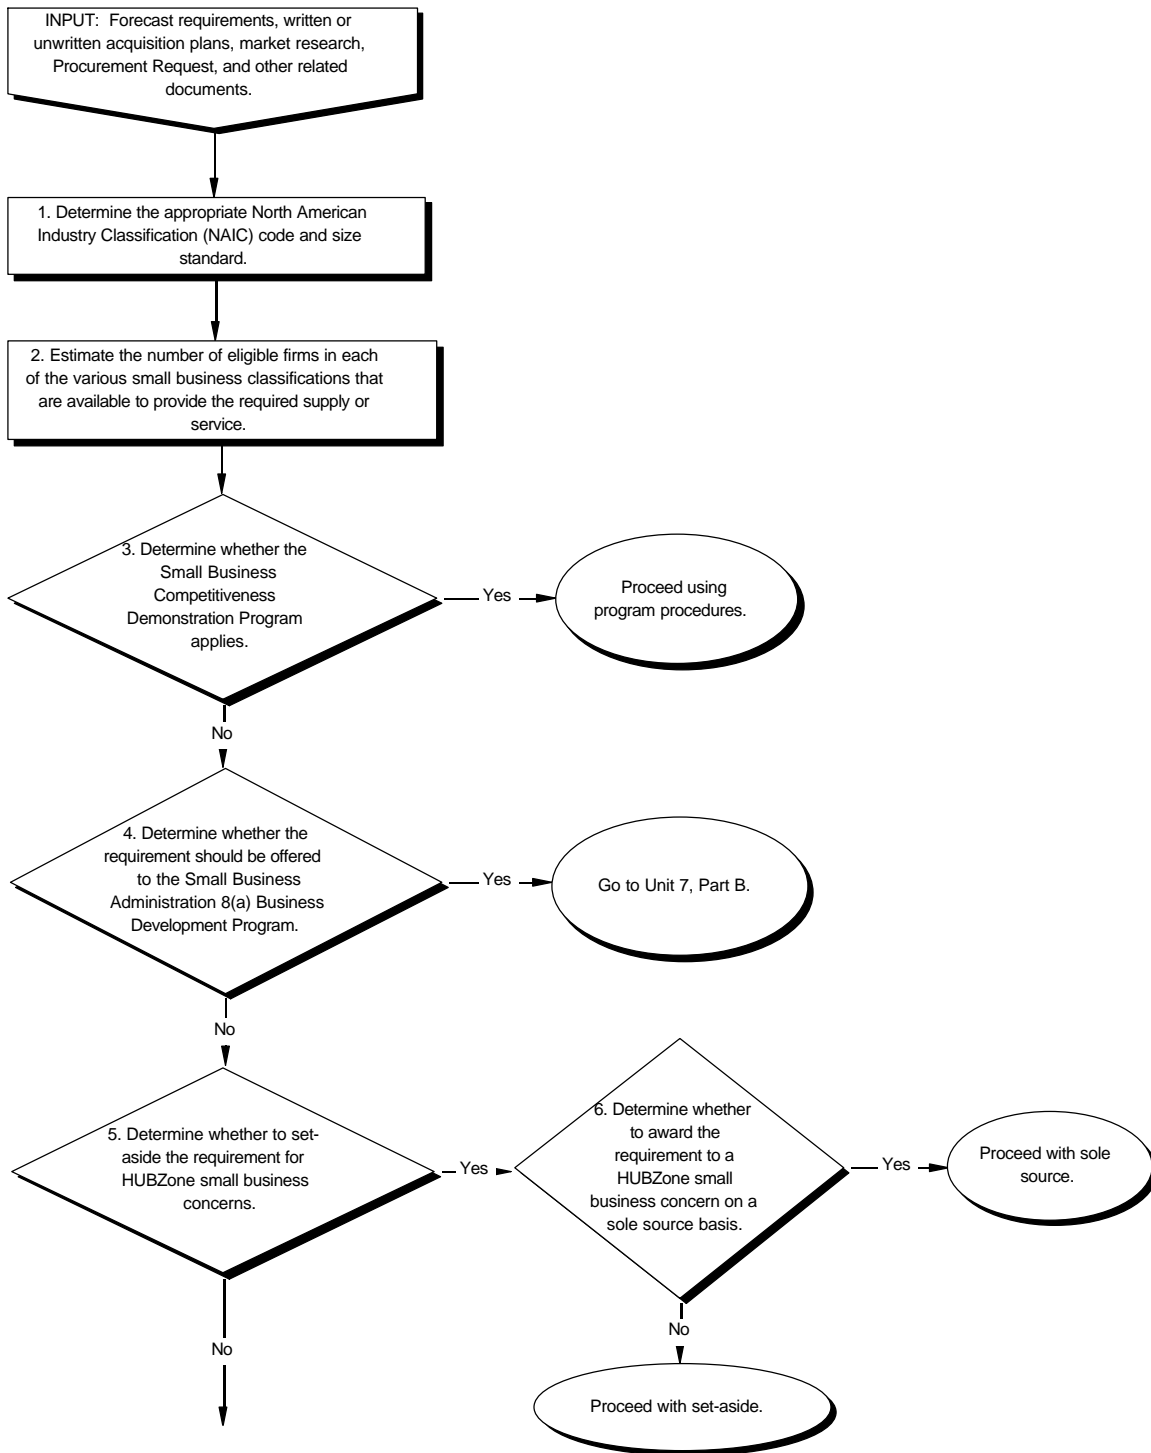 INPUT:  Forecast requirements, written or
unwritten acquisition plans, market research,
Procurement Request, and other related
documents.
1. Determine the appropriate North American
Industry Classification (NAIC) code and size
standard.
2. Estimate the number of eligible firms in each
of the various small business classifications that
are available to provide the required supply or
service.
3. Determine whether the
Small Business
Competitiveness
Demonstration Program
applies.
Yes
Proceed using
program procedures.
No
4. Determine whether the
requirement should be offered
to the Small Business
Administration 8(a) Business
Development Program.
Yes
Go to Unit 7, Part B.
No
5. Determine whether to set-
aside the requirement for
HUBZone small business
concerns.
Yes
6. Determine whether
to award the
requirement to a
HUBZone small
business concern on a
sole source basis.
Yes
Proceed with sole
source.
No
No
Proceed with set-aside.